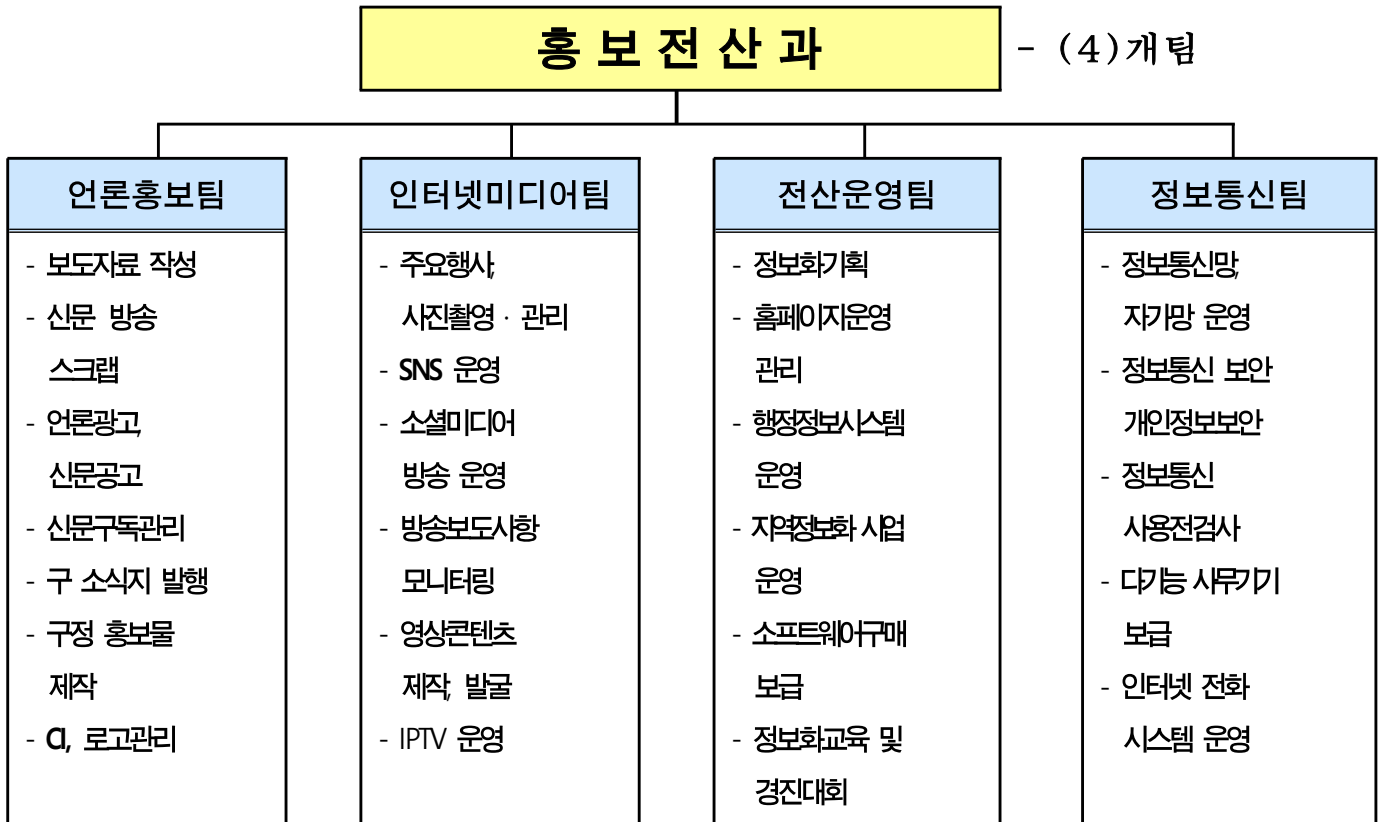 홍 보 전 산 과
- (4)개팀
언론홍보팀
- 보도자료 작성
- 신문 방송
스크랩
- 언론광고,
신문공고
- 신문구독관리
- 구 소식지 발행
- 구정 홍보물
제작
- CI, 로고관리
인터넷미디어팀
- 주요행사,
사진촬영 · 관리
- SNS 운영
- 소셜미디어
방송 운영
- 방송보도사항
모니터링
- 영상콘텐츠
제작, 발굴
- IPTV 운영
전산운영팀
- 정보화기획
- 홈페이지운영
관리
- 행정정보시스템
운영
- 지역정보화 사업
운영
- 소프트웨어구매
보급
- 정보화교육 및
경진대회
정보통신팀
- 정보통신망,
자가망 운영
- 정보통신 보안
개인정보보안
- 정보통신
사용전검사
- 다기능 사무기기
보급
- 인터넷 전화
시스템 운영